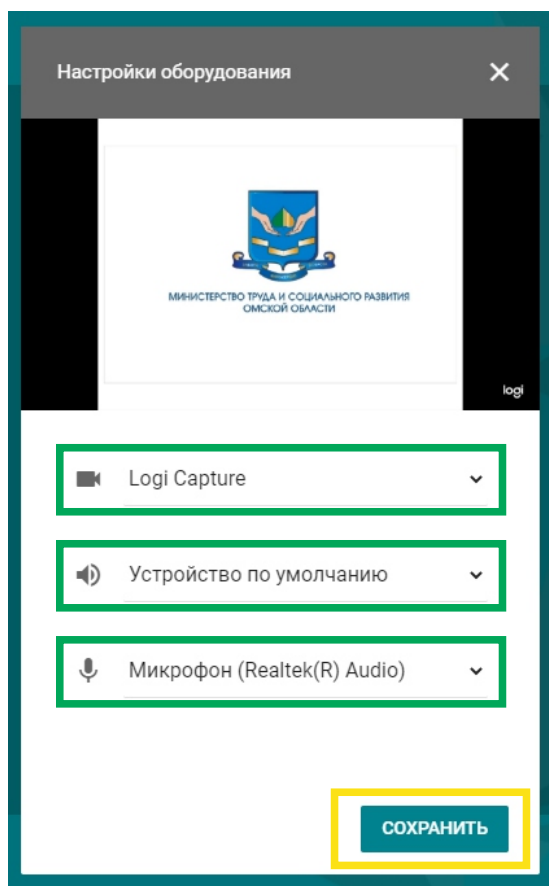 Настройки оборудования
МИНИСТЕРСТВО ТРУДА И СОЦИАЛЬНОГО РАЗВИТИЯ
ОМСКОЙ ОБЛАСТИ
logi
Logi Capture
Устройство по умолчанию
Микрофон (Realtek(R) Audio)
СОХРАНИТЬ